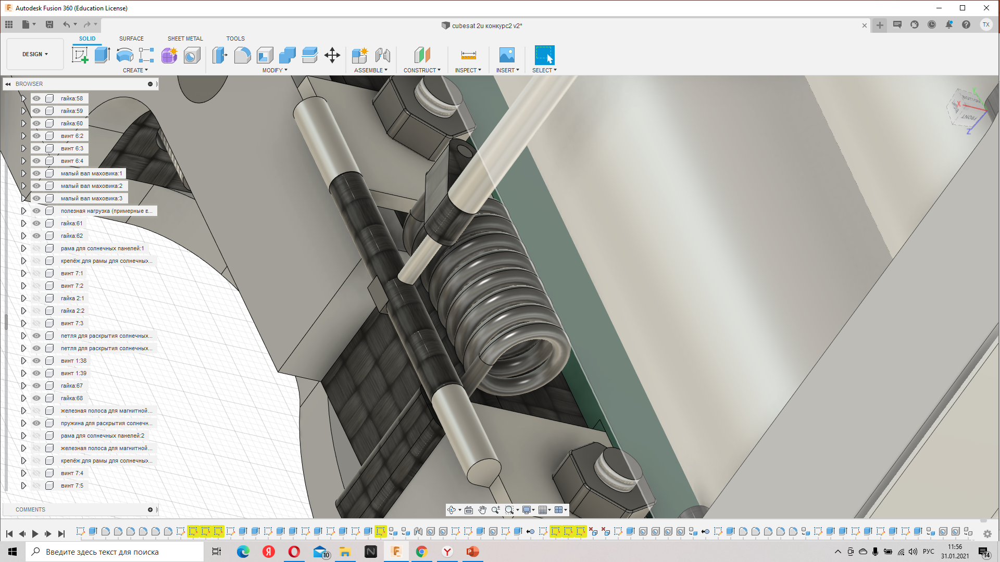 Autodesk Fusion 360 (Education License)
cubesat 2u конкурс2 v2*
TX
DESIGN
SOLID
SURFACE
SHEET METAL
TOOLS
CREATE
MODIFY
ASSEMBLE
CONSTRUCT
INSPECT
INSERT
SELECT
BROWSER
гайка:58
гайка:59
гайка:60
винт 6:2
винт 6:3
винт 6:4
малый вал маховика:1
малый вал маховика:2
малый вал маховика:3
полезная нагрузка (примерные в...
гайка:61
гайка:62
рама для солнечных панелей:1
крепёж для рамы для солнечных...
винт 7:1
винт 7:2
гайка 2:1
гайка 2:2
винт 7:3
петля для раскрытия солнечных...
петля для раскрытия солнечных...
винт 1:38
винт 1:39
гайка:67
гайка:68
железная полоса для магнитной...
пружина для раскрытия солнечн...
рама для солнечных панелей:2
железная полоса для магнитной...
крепёж для рамы для солнечных...
винт 7:4
винт 7:5
COMMENTS
BOTTOM
FRONT
X
Y
Z
Введите здесь текст для поиска
10
РУС
11:56
31.01.2021
14